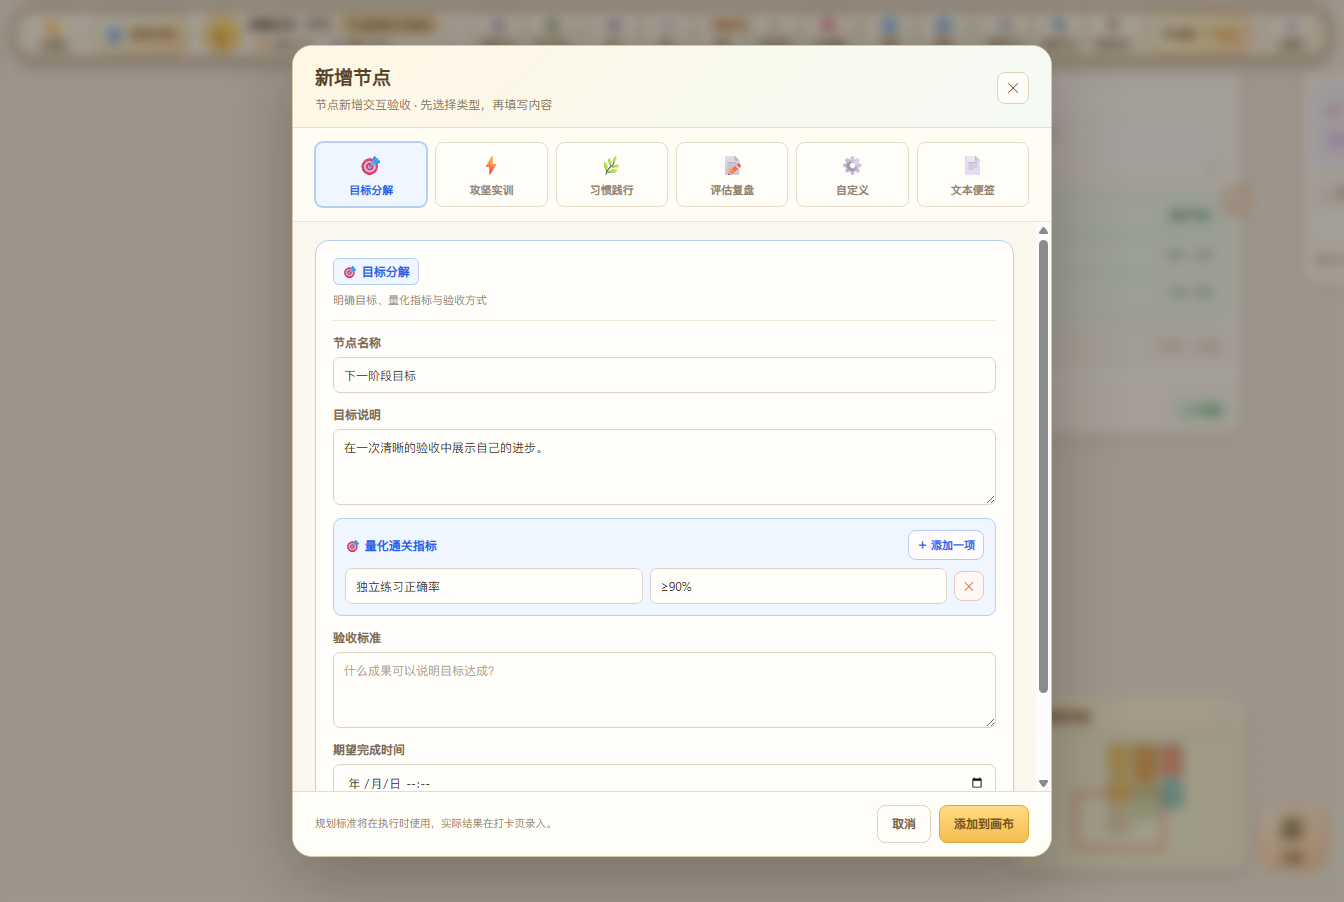 新增节点
节点新增交互验收 · 先选择类型，再填写内容
目标分解
攻坚实训
习惯践行
评估复盘
自定义
文本便签
目标分解
明确目标、量化指标与验收方式
节点名称
下一阶段目标
目标说明
在一次清晰的验收中展示自己的进步。
量化通关指标
+ 添加一项
独立练习正确率
≥90%
验收标准
什么成果可以说明目标达成?
期望完成时间
年 /月/日 --:--
规划标准将在执行时使用，实际结果在打卡页录入。
取消
添加到画布